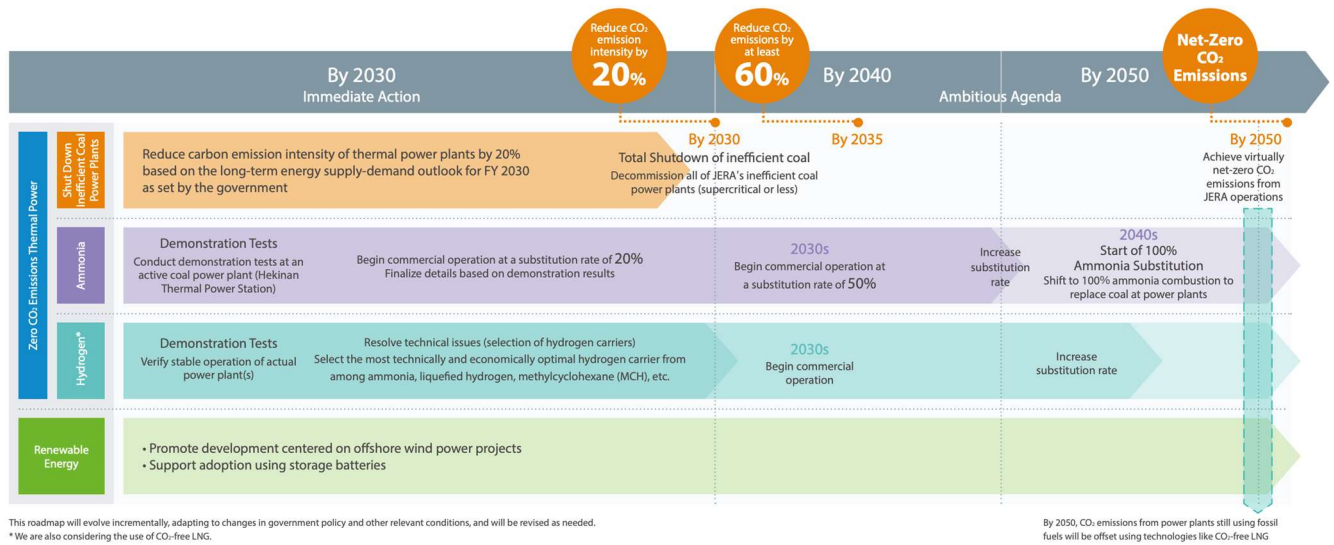 Reduce CO₂
emission
intensity by
20%
Reduce CO₂
emissions by
at least
60%
Net-Zero
CO₂
Emissions
By 2030
Immediate Action
By 2040
Ambitious Agenda
By 2050
By 2030
By 2035
By 2050
Zero CO₂ Emissions Thermal Power
Shut Down
Inefficient Coal
Power Plants
Reduce carbon emission intensity of thermal power plants by 20%
based on the long-term energy supply-demand outlook for FY 2030
as set by the government
Total Shutdown of inefficient coal
Decommission all of JERA’s inefficient coal
power plants (supercritical or less)
Achieve virtually
net-zero CO₂
emissions from
JERA operations
Ammonia
Demonstration Tests
Conduct demonstration tests at an
active coal power plant (Hekinan
Thermal Power Station)
Begin commercial operation at a substitution rate of 20%
Finalize details based on demonstration results
2030s
Begin commercial operation at
a substitution rate of 50%
Increase
substitution
rate
2040s
Start of 100%
Ammonia Substitution
Shift to 100% ammonia combustion to
replace coal at power plants
Hydrogen*
Demonstration Tests
Verify stable operation of actual
power plant(s)
Resolve technical issues (selection of hydrogen carriers)
Select the most technically and economically optimal hydrogen carrier from
among ammonia, liquefied hydrogen, methylcyclohexane (MCH), etc.
2030s
Begin commercial
operation
Increase
substitution rate
Renewable
Energy
• Promote development centered on offshore wind power projects
• Support adoption using storage batteries
This roadmap will evolve incrementally, adapting to changes in government policy and other relevant conditions, and will be revised as needed.
* We are also considering the use of CO₂-free LNG.
By 2050, CO₂ emissions from power plants still using fossil
fuels will be offset using technologies like CO₂-free LNG